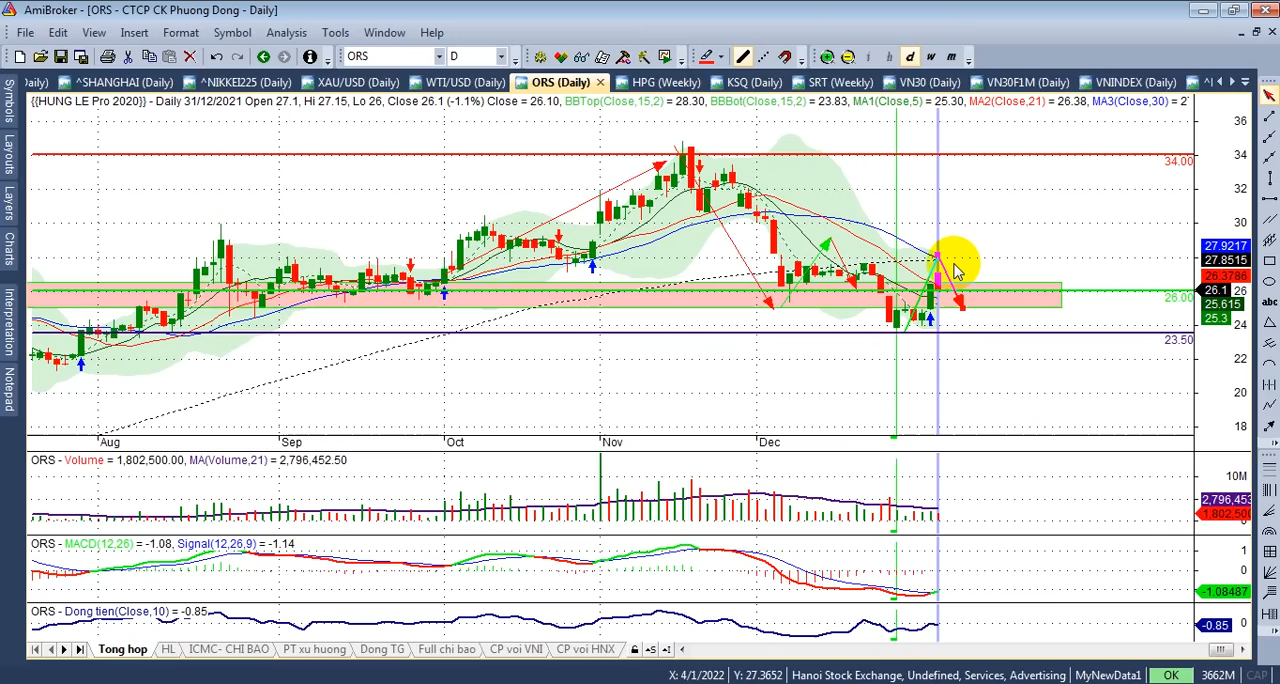 AmiBroker - [ORS - CTCP CK Phuong Dong - Daily]
File Edit View Insert Format Symbol Analysis Tools Window Help
ORS D i h d w m
aily) ^SHANGHAI (Daily) ^NIKKEI225 (Daily) XAU/USD (Daily) WTI/USD (Daily) ORS (Daily) HPG (Weekly) KSQ (Daily) SRT (Weekly) VN30 (Daily) VN30F1M (Daily) VNINDEX (Daily)
Symbols
Layouts
Layers
Charts
Interpretation
Notepad
{{HUNG LE Pro 2020}} - Daily 31/12/2021 Open 27.1, Hi 27.15, Lo 26, Close 26.1 (-1.1%) Close = 26.10, BBTop(Close,15,2) = 28.30, BBBot(Close,15,2) = 23.83, MA1(Close,5) = 25.30, MA2(Close,21) = 26.38, MA3(Close,30) = 2
36
34
34.00
32
30
27.9217
27.8515
26.3786
26.1
26
26.00
25.615
25.3
24
23.50
22
20
18
Aug Sep Oct Nov Dec
ORS - Volume = 1,802,500.00, MA(Volume,21) = 2,796,452.50
10M
2,796,453
1,802,500
0
ORS - MACD(12,26) = -1.08, Signal(12,26,9) = -1.14
1
0
-1.08487
ORS - Dong tien(Close,10) = -0.85
0
-0.85
Tong hop HL ICMC- CHI BAO PT xu huong Dong TG Full chi bao CP voi VNI CP voi HNX
X: 4/1/2022 Y: 27.3652 Hanoi Stock Exchange, Undefined, Services, Advertising MyNewData1 OK 3662M CAP
abc